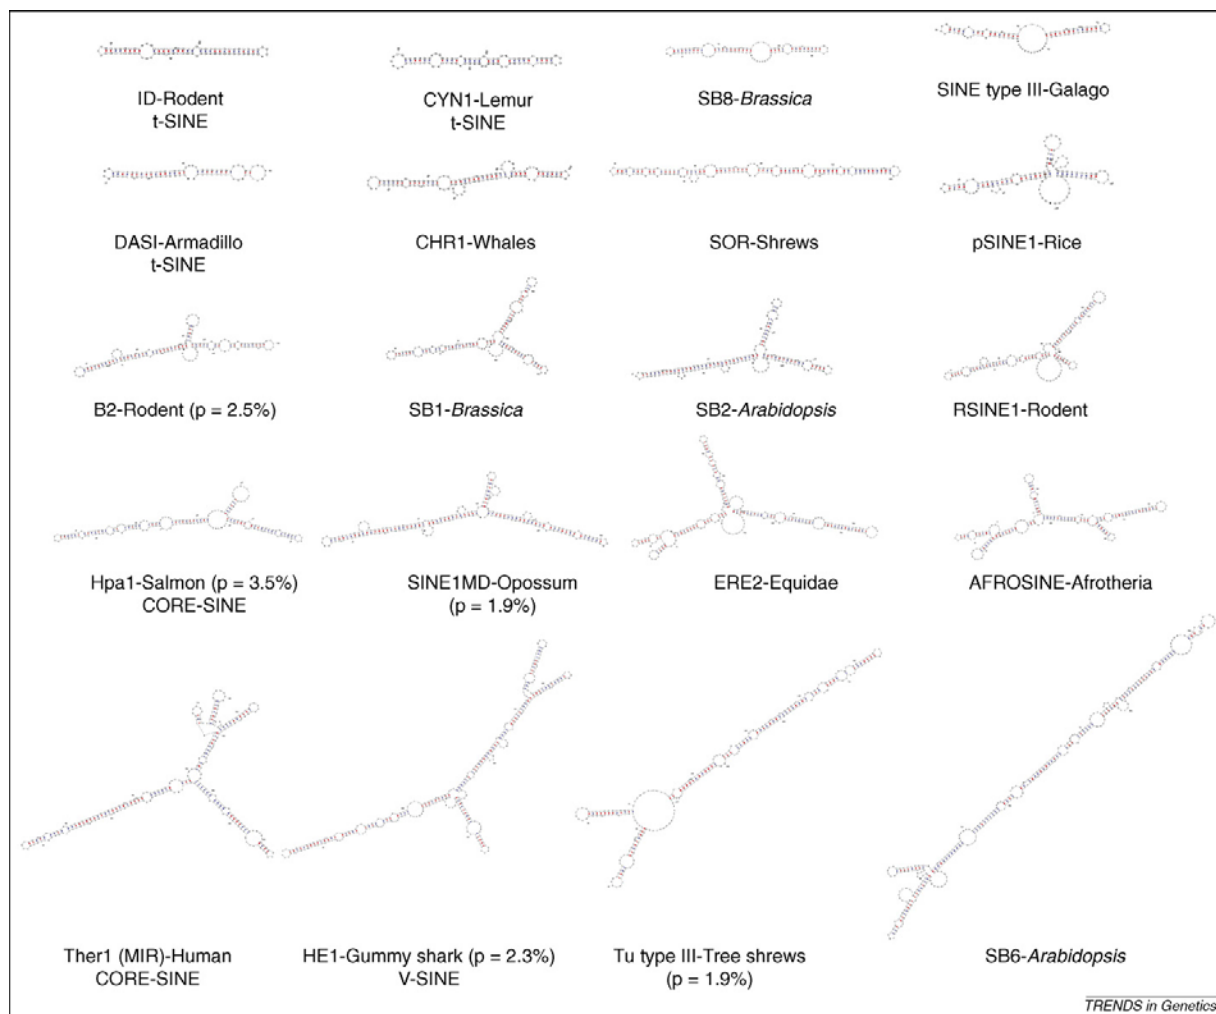 ID-Rodent
t-SINE
CYN1-Lemur
t-SINE
SB8-Brassica
SINE type III-Galago
DASI-Armadillo
t-SINE
CHR1-Whales
SOR-Shrews
pSINE1-Rice
B2-Rodent (p = 2.5%)
SB1-Brassica
SB2-Arabidopsis
RSINE1-Rodent
Hpa1-Salmon (p = 3.5%)
CORE-SINE
SINE1MD-Opossum
(p = 1.9%)
ERE2-Equidae
AFROSINE-Afrotheria
Ther1 (MIR)-Human
CORE-SINE
HE1-Gummy shark (p = 2.3%)
V-SINE
Tu type III-Tree shrews
(p = 1.9%)
SB6-Arabidopsis
TRENDS in Genetics